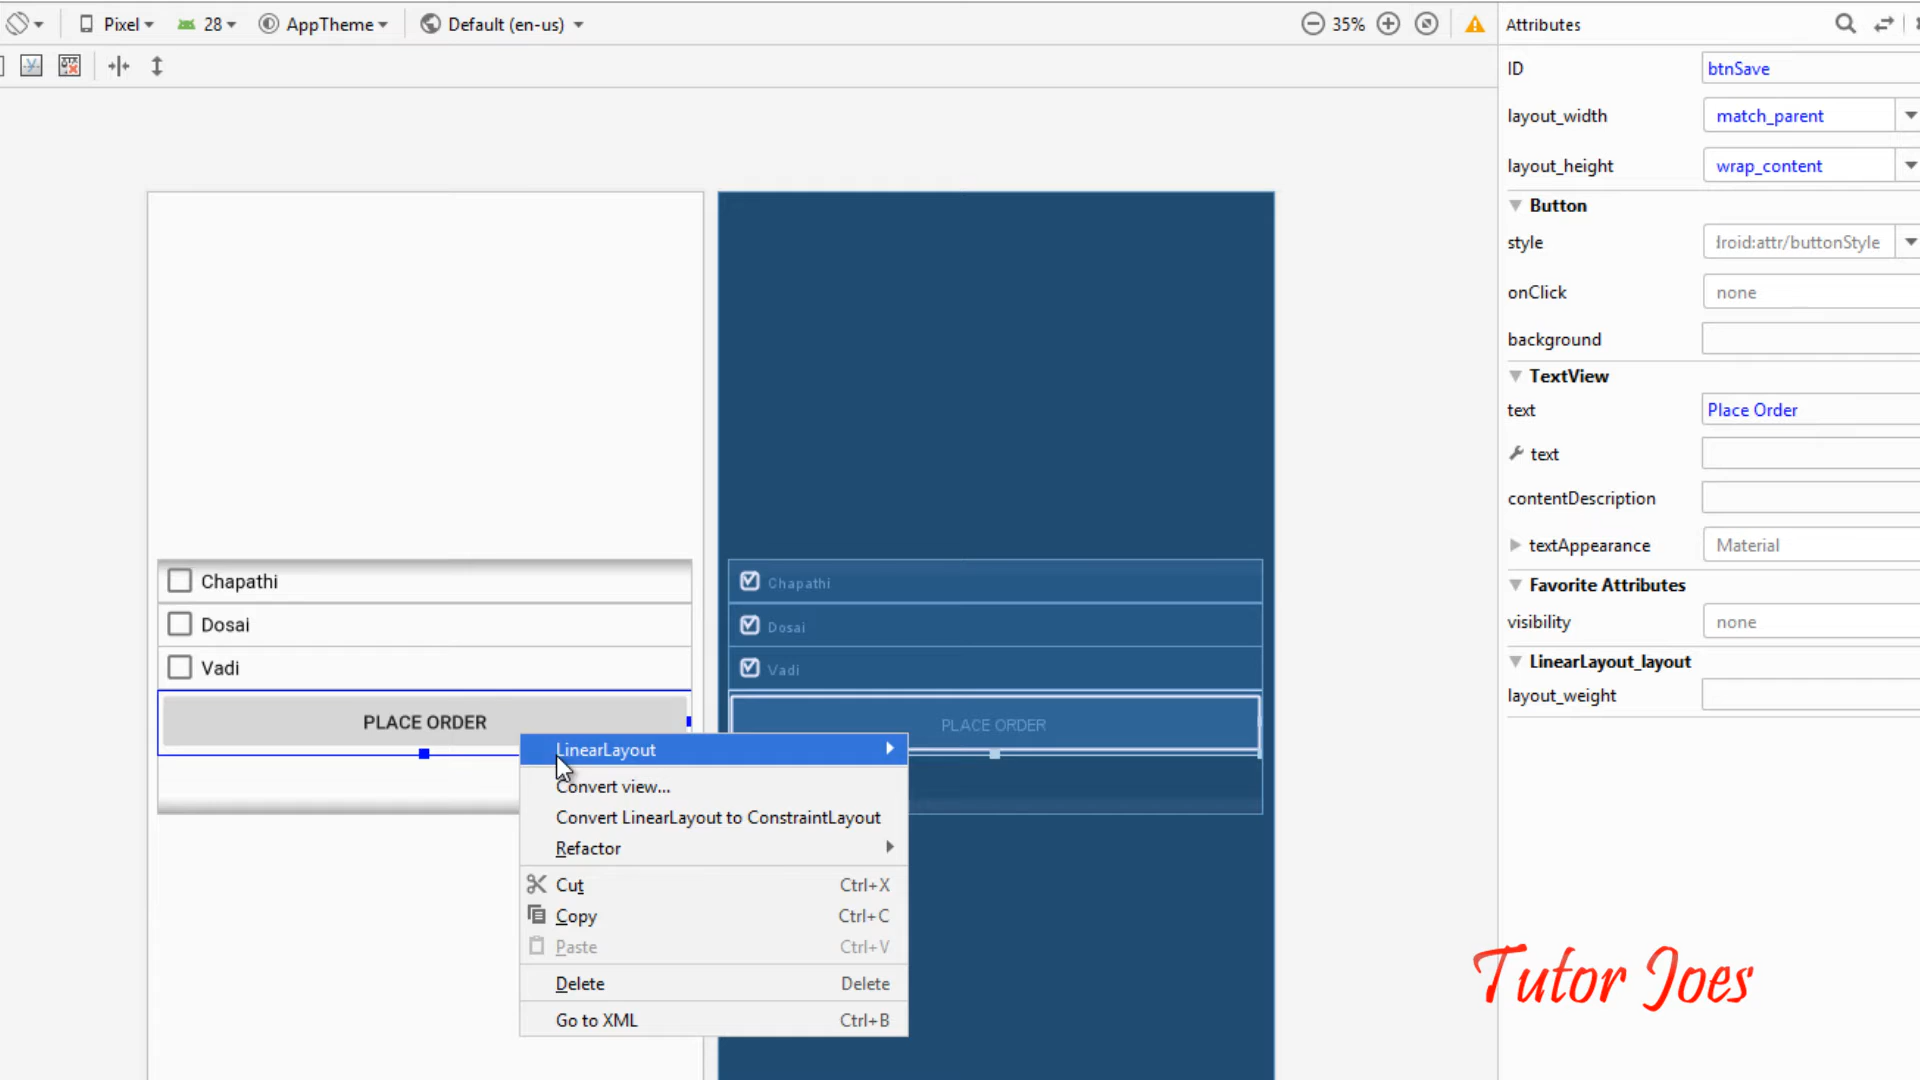 Pixel
28
AppTheme
Default (en-us)
35%
Attributes
ID
btnSave
layout_width
match_parent
layout_height
wrap_content
Button
style
lroid:attr/buttonStyle
onClick
none
background
TextView
text
Place Order
text
contentDescription
textAppearance
Material
Favorite Attributes
visibility
none
LinearLayout_layout
layout_weight
Chapathi
Dosai
Vadi
PLACE ORDER
Chapathi
Dosai
Vadi
PLACE ORDER
LinearLayout
Convert view...
Convert LinearLayout to ConstraintLayout
Refactor
Cut Ctrl+X
Copy Ctrl+C
Paste Ctrl+V
Delete Delete
Go to XML Ctrl+B
Tutor Joes